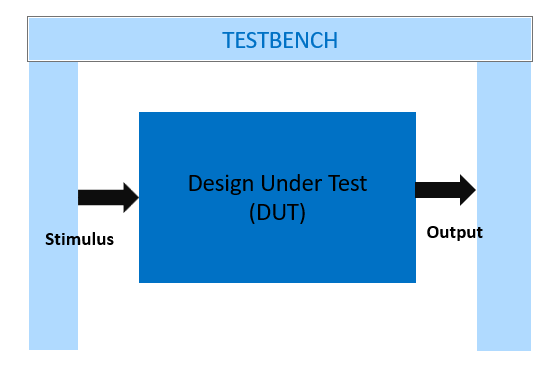 TESTBENCH
Design Under Test
(DUT)
Stimulus
Output